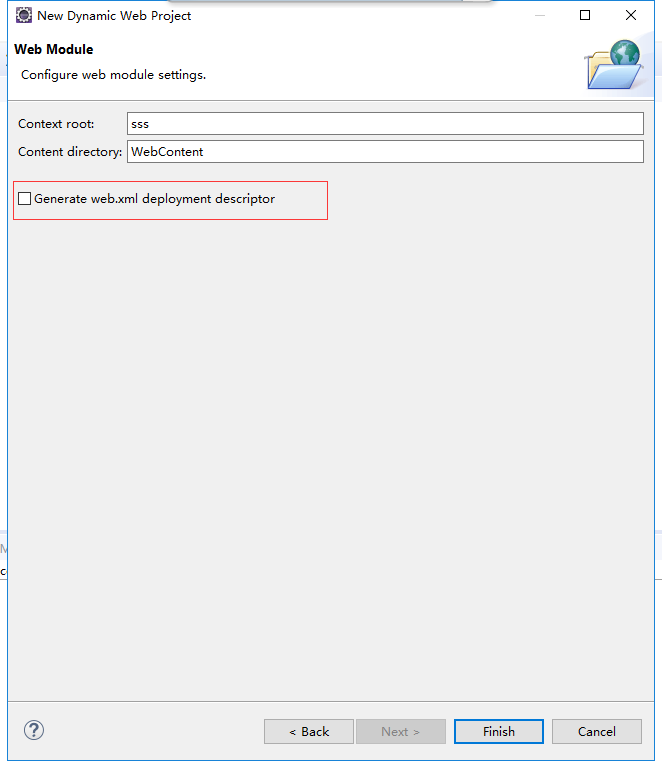 New Dynamic Web Project
Web Module
Configure web module settings.
Context root: sss
Content directory: WebContent
Generate web.xml deployment descriptor
? < Back Next > Finish Cancel